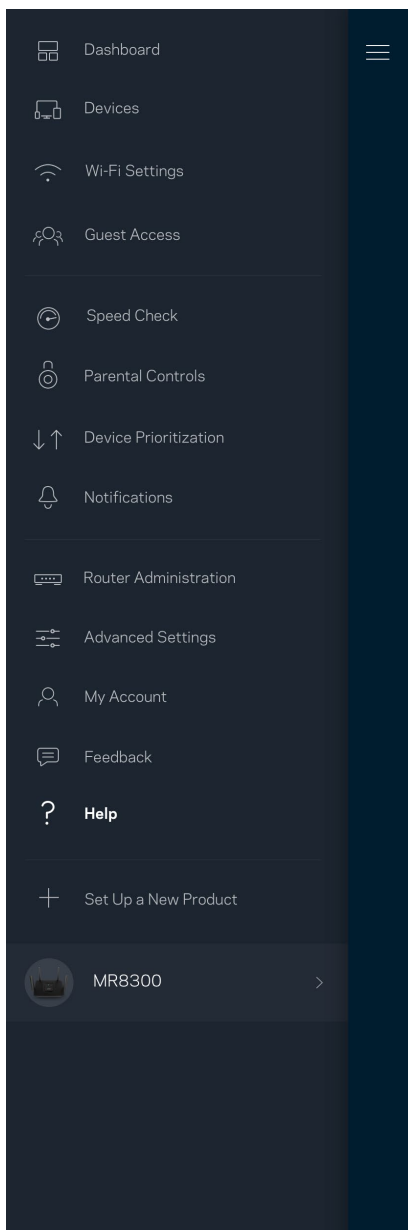 Dashboard
Devices
Wi-Fi Settings
Guest Access
Speed Check
Parental Controls
Device Prioritization
Notifications
Router Administration
Advanced Settings
My Account
Feedback
? Help
Set Up a New Product
MR8300